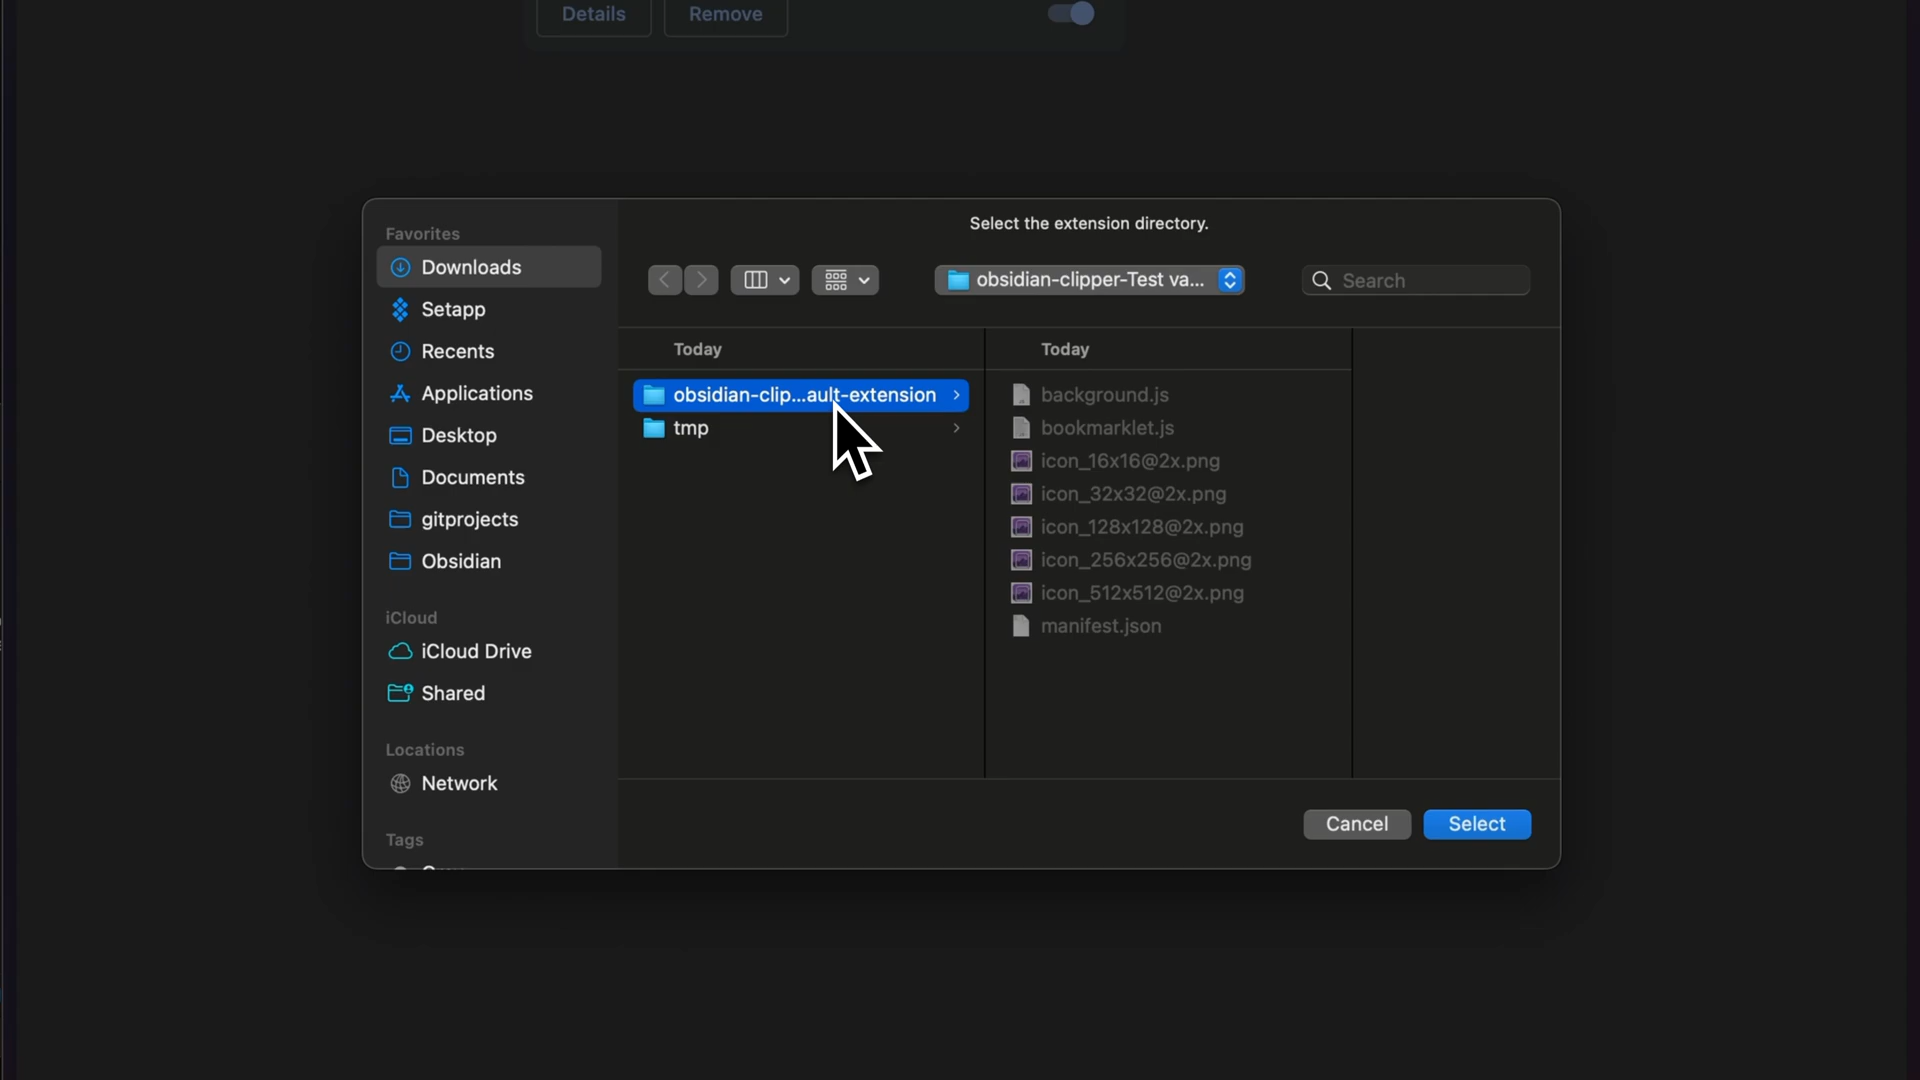 Details
Remove
Select the extension directory.
Favorites
Downloads
Setapp
Recents
Applications
Desktop
Documents
gitprojects
Obsidian
iCloud
iCloud Drive
Shared
Locations
Network
Tags
obsidian-clipper-Test va...
Search
Today
obsidian-clip...ault-extension
tmp
Today
background.js
bookmarklet.js
icon_16x16@2x.png
icon_32x32@2x.png
icon_128x128@2x.png
icon_256x256@2x.png
icon_512x512@2x.png
manifest.json
Cancel
Select